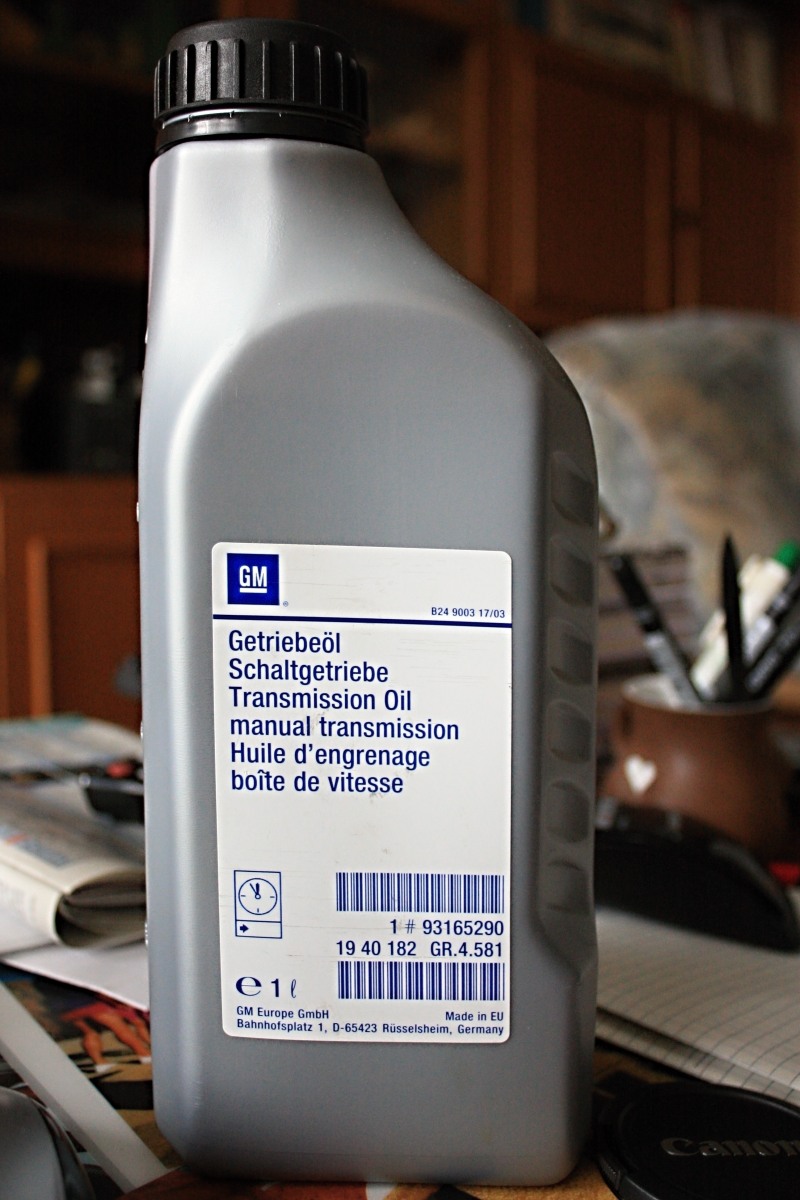 GM
®
B24 9003 17/03
Getriebeöl
Schaltgetriebe
Transmission Oil
manual transmission
Huile d'engrenage
boîte de vitesse
1 # 93165290
19 40 182 GR.4.581
e 1 ℓ
GM Europe GmbH
Made in EU
Bahnhofsplatz 1, D-65423 Rüsselsheim, Germany
Canon